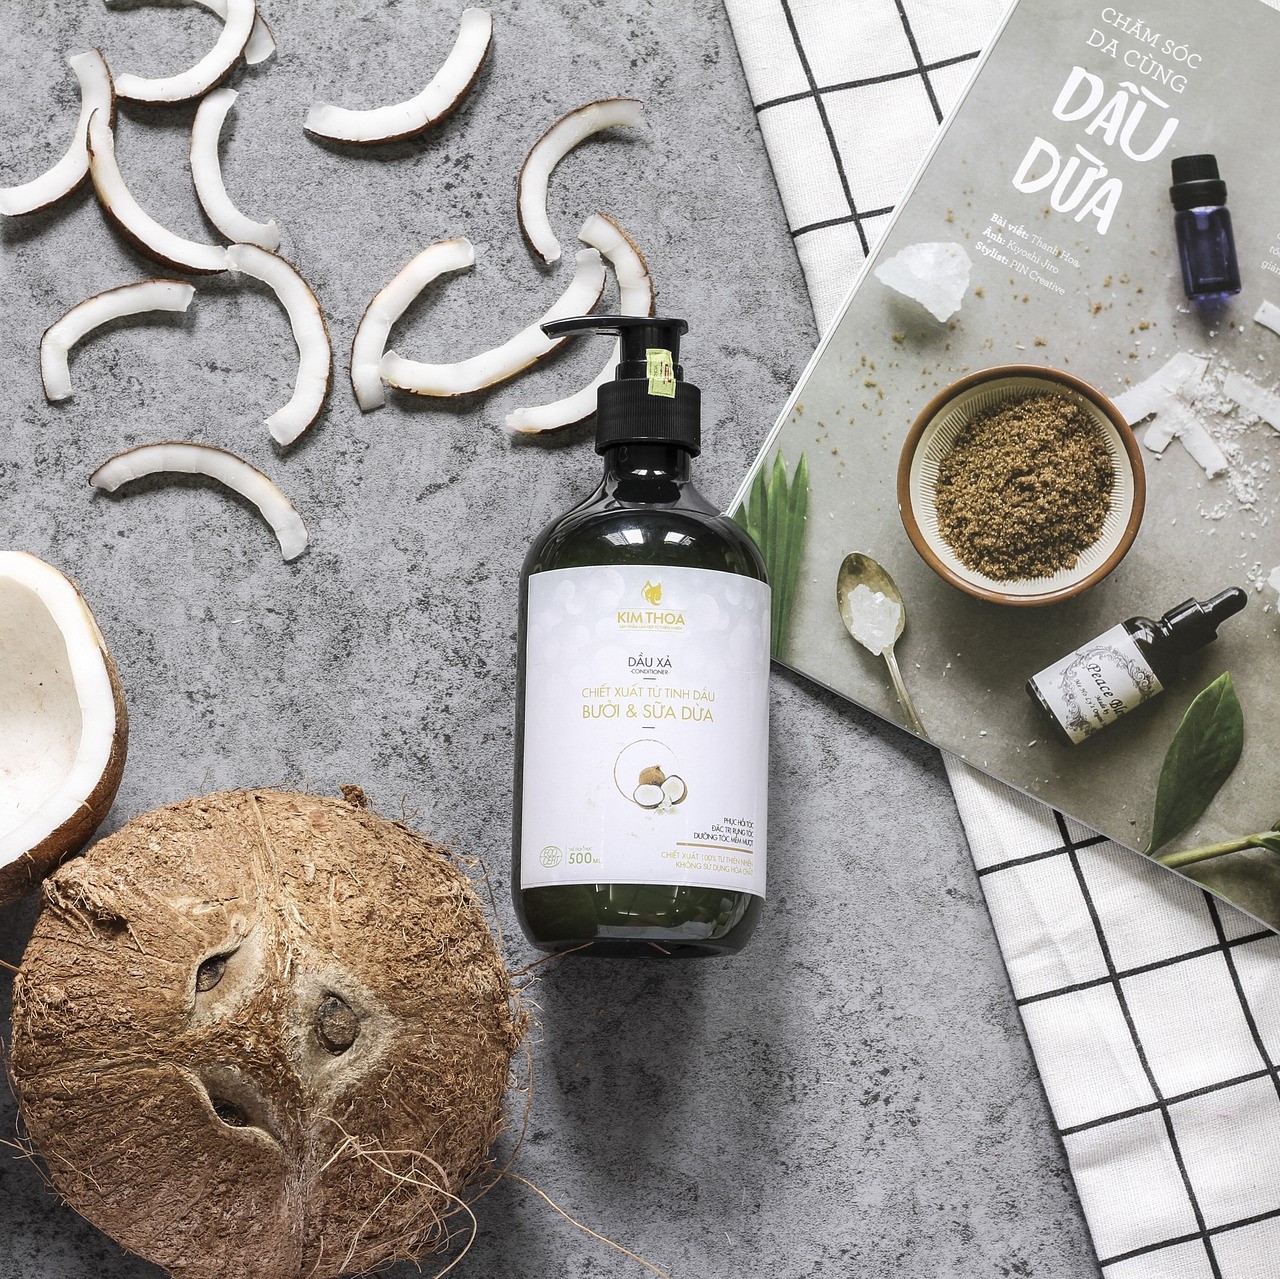 CHĂM SÓC
DA CÙNG
DẦU
DỪA
Bài viết: Thanh Hoa
Ảnh: Kiyoshi Jiro
Stylist: PIN Creative
KIM THOA
DẦU XẢ
-CONDITIONER-
CHIẾT XUẤT TỪ TINH DẦU
BƯỞI & SỮA DỪA
PHỤC HỒI TÓC
ĐẶC TRỊ RỤNG TÓC
DƯỠNG TÓC MỀM MƯỢT
500ML
CHIẾT XUẤT 100% TỪ THIÊN NHIÊN
KHÔNG SỬ DỤNG HÓA CHẤT
Peace